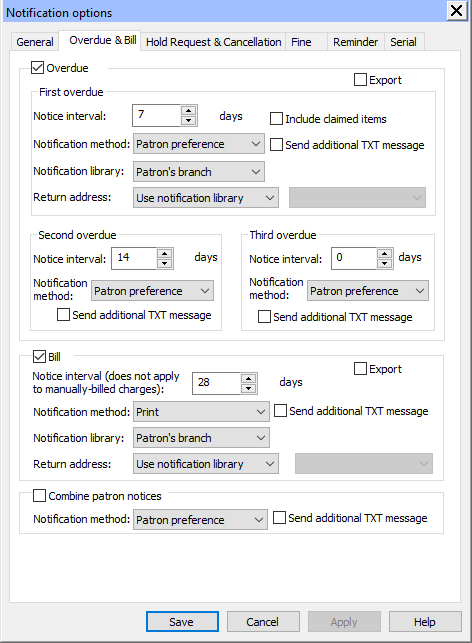 Notification options
General
Overdue & Bill
Hold Request & Cancellation
Fine
Reminder
Serial
Overdue
Export
First overdue
Notice interval: 7 days
Include claimed items
Notification method: Patron preference
Send additional TXT message
Notification library: Patron's branch
Return address: Use notification library
Second overdue
Notice interval: 14 days
Notification
method: Patron preference
Send additional TXT message
Third overdue
Notice interval: 0 days
Notification
method: Patron preference
Send additional TXT message
Bill
Export
Notice interval (does not apply
to manually-billed charges): 28 days
Notification method: Print
Send additional TXT message
Notification library: Patron's branch
Return address: Use notification library
Combine patron notices
Notification method: Patron preference
Send additional TXT message
Save
Cancel
Apply
Help